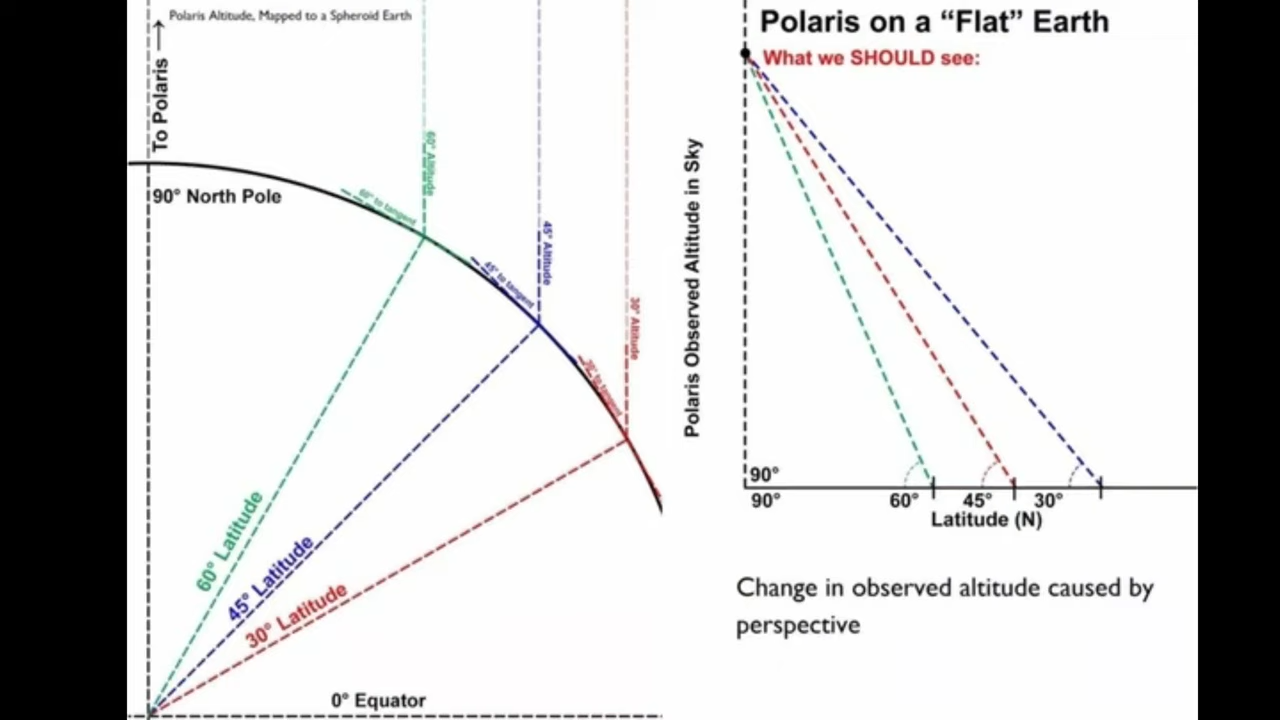 Polaris Altitude, Mapped to a Spheroid Earth
To Polaris
90° North Pole
60° to tangent
60° Altitude
45° to tangent
45° Altitude
30° to tangent
30° Altitude
60° Latitude
45° Latitude
30° Latitude
0° Equator
Polaris on a “Flat” Earth
What we SHOULD see:
Polaris Observed Altitude in Sky
90°
90° 60° 45° 30°
Latitude (N)
Change in observed altitude caused by
perspective